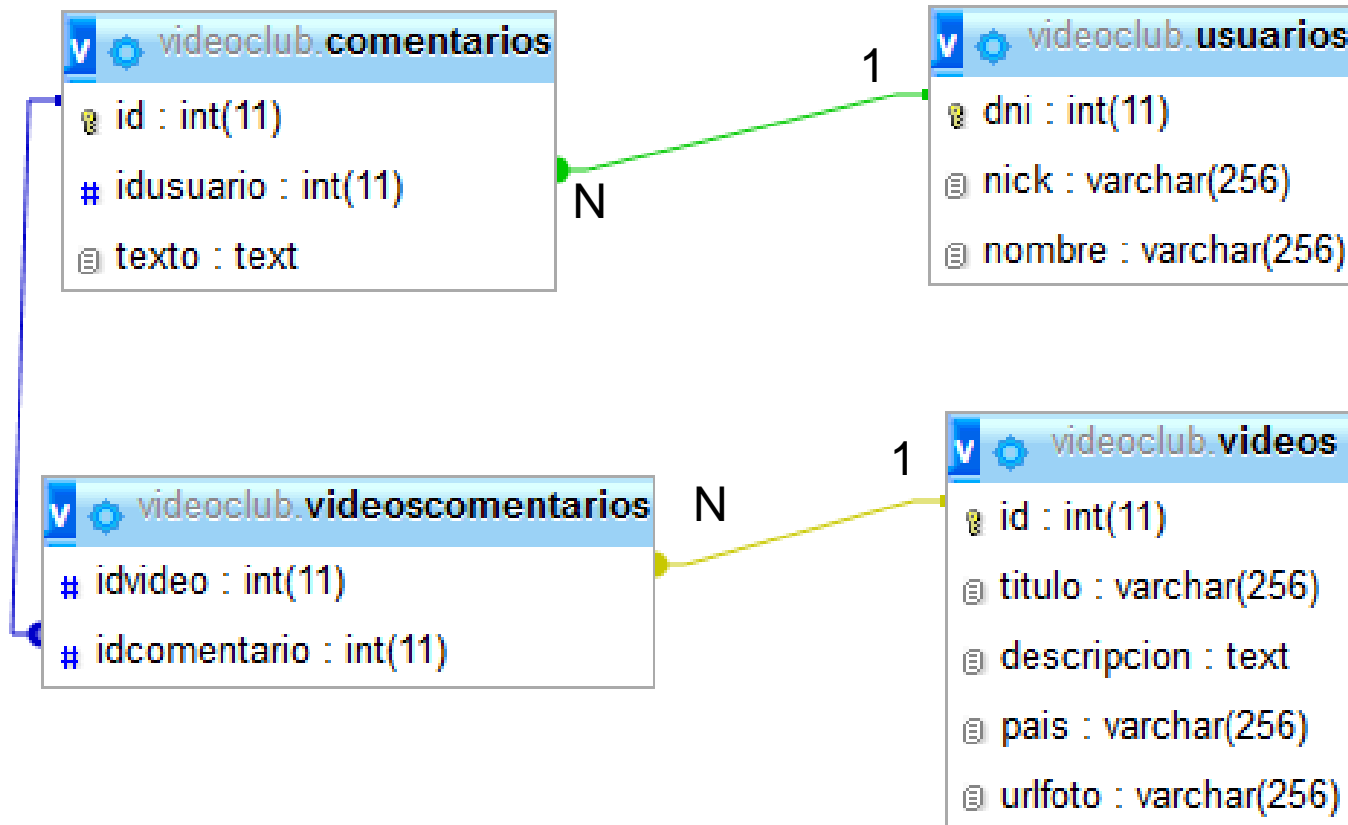 videoclub.comentarios
id : int(11)
idusuario : int(11)
texto : text
1
N
videoclub.usuarios
dni : int(11)
nick : varchar(256)
nombre : varchar(256)
videoclub.videoscomentarios
idvideo : int(11)
idcomentario : int(11)
N
1
videoclub.videos
id : int(11)
titulo : varchar(256)
descripcion : text
pais : varchar(256)
urlfoto : varchar(256)